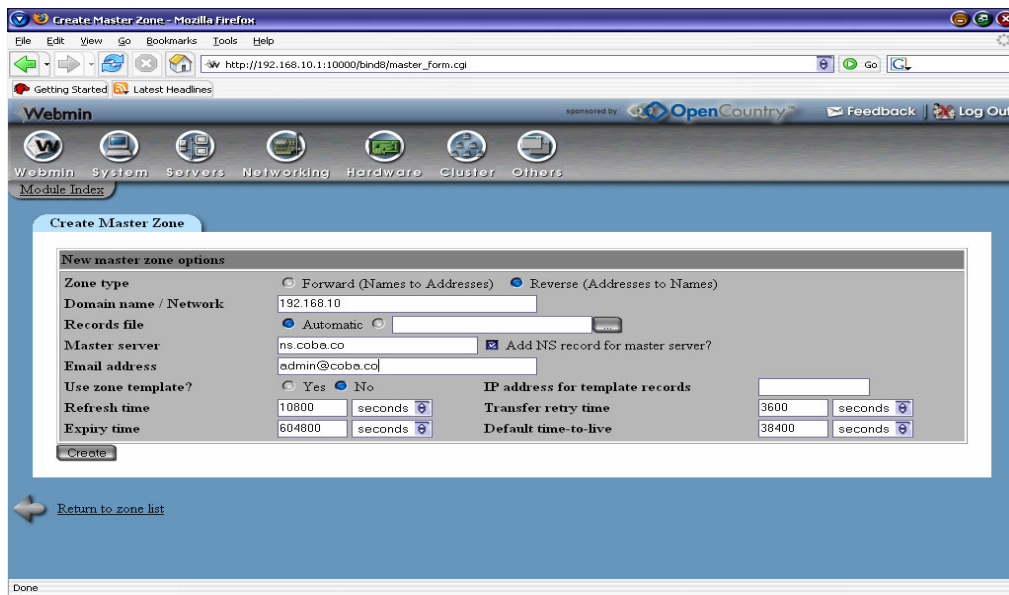 Create Master Zone - Mozilla Firefox
File Edit View Go Bookmarks Tools Help
http://192.168.10.1:10000/bind8/master_form.cgi Go
Getting Started Latest Headlines
Webmin sponsored by OpenCountry™ Feedback | Log Out
Webmin System Servers Networking Hardware Cluster Others
Module Index
Create Master Zone
New master zone options
Zone type Forward (Names to Addresses) Reverse (Addresses to Names)
Domain name / Network 192.168.10
Records file Automatic ...
Master server ns.coba.co Add NS record for master server?
Email address admin@coba.co
Use zone template? Yes No IP address for template records
Refresh time 10800 seconds Transfer retry time 3600 seconds
Expiry time 604800 seconds Default time-to-live 38400 seconds
Create
Return to zone list
Done